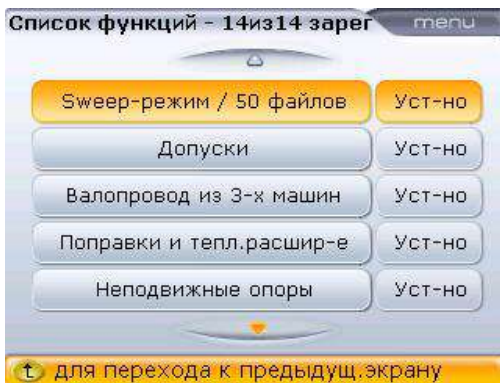 Список функций - 14из14 зарег menu
Sweep-режим / 50 файлов Уст-но
Допуски Уст-но
Валопровод из 3-х машин Уст-но
Поправки и тепл.расшир-е Уст-но
Неподвижные опоры Уст-но
для перехода к предыдущ.экрану